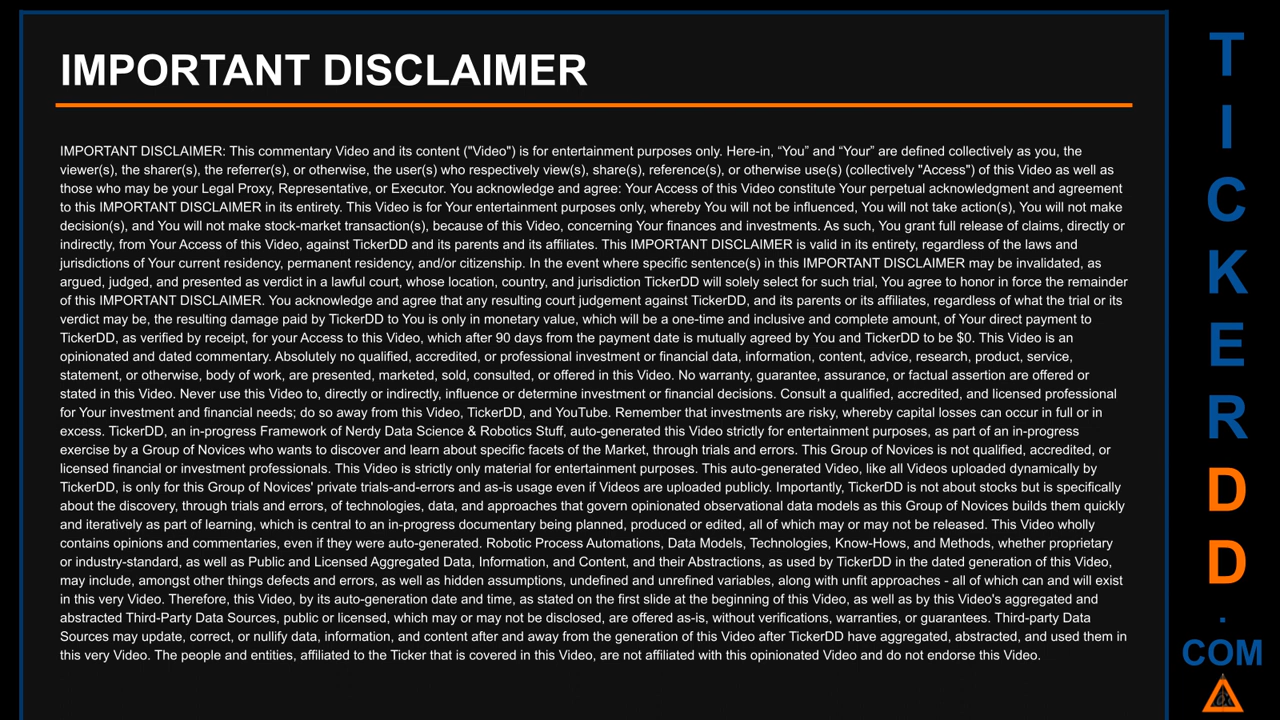 IMPORTANT DISCLAIMER
IMPORTANT DISCLAIMER: This commentary Video and its content ("Video") is for entertainment purposes only. Here-in, “You” and “Your” are defined collectively as you, the
viewer(s), the sharer(s), the referrer(s), or otherwise, the user(s) who respectively view(s), share(s), reference(s), or otherwise use(s) (collectively "Access") of this Video as well as
those who may be your Legal Proxy, Representative, or Executor. You acknowledge and agree: Your Access of this Video constitute Your perpetual acknowledgment and agreement
to this IMPORTANT DISCLAIMER in its entirety. This Video is for Your entertainment purposes only, whereby You will not be influenced, You will not take action(s), You will not make
decision(s), and You will not make stock-market transaction(s), because of this Video, concerning Your finances and investments. As such, You grant full release of claims, directly or
indirectly, from Your Access of this Video, against TickerDD and its parents and its affiliates. This IMPORTANT DISCLAIMER is valid in its entirety, regardless of the laws and
jurisdictions of Your current residency, permanent residency, and/or citizenship. In the event where specific sentence(s) in this IMPORTANT DISCLAIMER may be invalidated, as
argued, judged, and presented as verdict in a lawful court, whose location, country, and jurisdiction TickerDD will solely select for such trial, You agree to honor in force the remainder
of this IMPORTANT DISCLAIMER. You acknowledge and agree that any resulting court judgement against TickerDD, and its parents or its affiliates, regardless of what the trial or its
verdict may be, the resulting damage paid by TickerDD to You is only in monetary value, which will be a one-time and inclusive and complete amount, of Your direct payment to
TickerDD, as verified by receipt, for your Access to this Video, which after 90 days from the payment date is mutually agreed by You and TickerDD to be $0. This Video is an
opinionated and dated commentary. Absolutely no qualified, accredited, or professional investment or financial data, information, content, advice, research, product, service,
statement, or otherwise, body of work, are presented, marketed, sold, consulted, or offered in this Video. No warranty, guarantee, assurance, or factual assertion are offered or
stated in this Video. Never use this Video to, directly or indirectly, influence or determine investment or financial decisions. Consult a qualified, accredited, and licensed professional
for Your investment and financial needs; do so away from this Video, TickerDD, and YouTube. Remember that investments are risky, whereby capital losses can occur in full or in
excess. TickerDD, an in-progress Framework of Nerdy Data Science & Robotics Stuff, auto-generated this Video strictly for entertainment purposes, as part of an in-progress
exercise by a Group of Novices who wants to discover and learn about specific facets of the Market, through trials and errors. This Group of Novices is not qualified, accredited, or
licensed financial or investment professionals. This Video is strictly only material for entertainment purposes. This auto-generated Video, like all Videos uploaded dynamically by
TickerDD, is only for this Group of Novices' private trials-and-errors and as-is usage even if Videos are uploaded publicly. Importantly, TickerDD is not about stocks but is specifically
about the discovery, through trials and errors, of technologies, data, and approaches that govern opinionated observational data models as this Group of Novices builds them quickly
and iteratively as part of learning, which is central to an in-progress documentary being planned, produced or edited, all of which may or may not be released. This Video wholly
contains opinions and commentaries, even if they were auto-generated. Robotic Process Automations, Data Models, Technologies, Know-Hows, and Methods, whether proprietary
or industry-standard, as well as Public and Licensed Aggregated Data, Information, and Content, and their Abstractions, as used by TickerDD in the dated generation of this Video,
may include, amongst other things defects and errors, as well as hidden assumptions, undefined and unrefined variables, along with unfit approaches - all of which can and will exist
in this very Video. Therefore, this Video, by its auto-generation date and time, as stated on the first slide at the beginning of this Video, as well as by this Video's aggregated and
abstracted Third-Party Data Sources, public or licensed, which may or may not be disclosed, are offered as-is, without verifications, warranties, or guarantees. Third-party Data
Sources may update, correct, or nullify data, information, and content after and away from the generation of this Video after TickerDD have aggregated, abstracted, and used them in
this very Video. The people and entities, affiliated to the Ticker that is covered in this Video, are not affiliated with this opinionated Video and do not endorse this Video.
T
I
C
K
E
R
D
D
.
COM